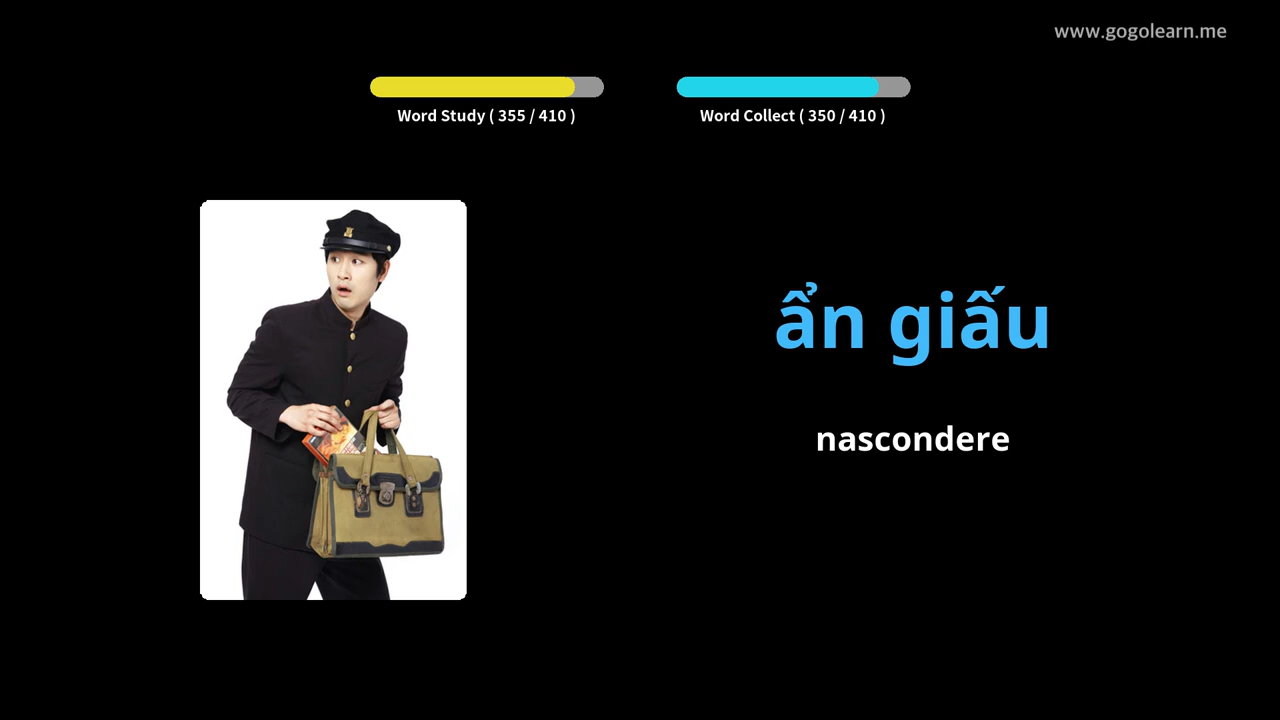 www.gogolearn.me
Word Study ( 355 / 410 )
Word Collect ( 350 / 410 )
ẩn giấu
nascondere